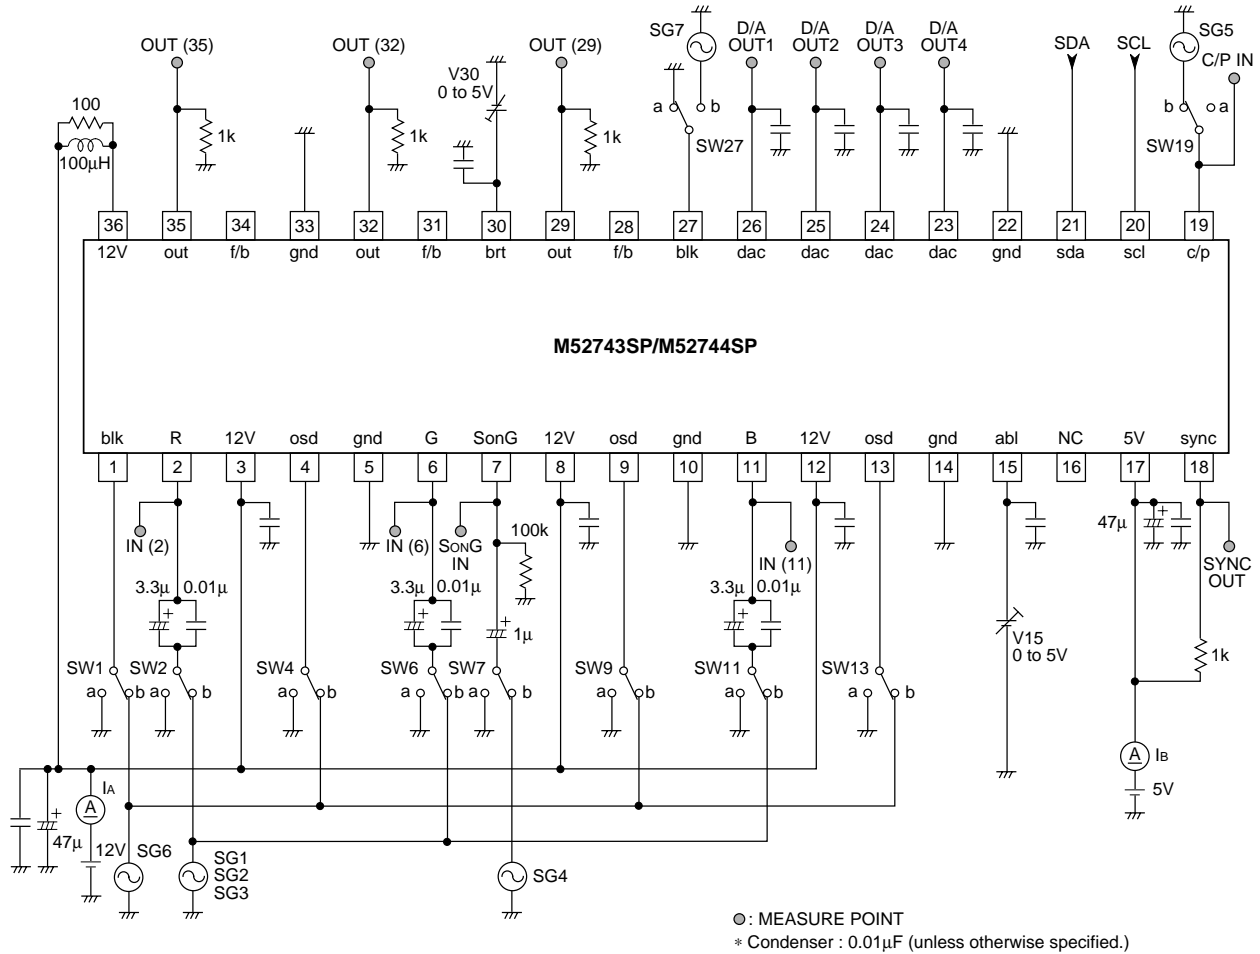 OUT (35)
OUT (32)
OUT (29)
SG7
D/A OUT1
D/A OUT2
D/A OUT3
D/A OUT4
SDA
SCL
SG5
C/P IN
V30
0 to 5V
100
100µH
1k
1k
1k
a
b
SW27
b
a
SW19
36 35 34 33 32 31 30 29 28 27 26 25 24 23 22 21 20 19
12V out f/b gnd out f/b brt out f/b blk dac dac dac dac gnd sda scl c/p
M52743SP/M52744SP
blk R 12V osd gnd G SonG 12V osd gnd B 12V osd gnd abl NC 5V sync
1 2 3 4 5 6 7 8 9 10 11 12 13 14 15 16 17 18
IN (2)
IN (6)
SONG IN
100k
IN (11)
47µ
+
SYNC OUT
3.3µ
+
0.01µ
3.3µ
+
0.01µ
+
1µ
3.3µ
+
0.01µ
V15
0 to 5V
1k
SW1
a
b
SW2
a
b
SW4
a
b
SW6
a
b
SW7
a
b
SW9
a
b
SW11
a
b
SW13
a
b
A
IB
5V
+
47µ
IA
A
12V
SG6
SG1
SG2
SG3
SG4
: MEASURE POINT
* Condenser : 0.01µF (unless otherwise specified.)